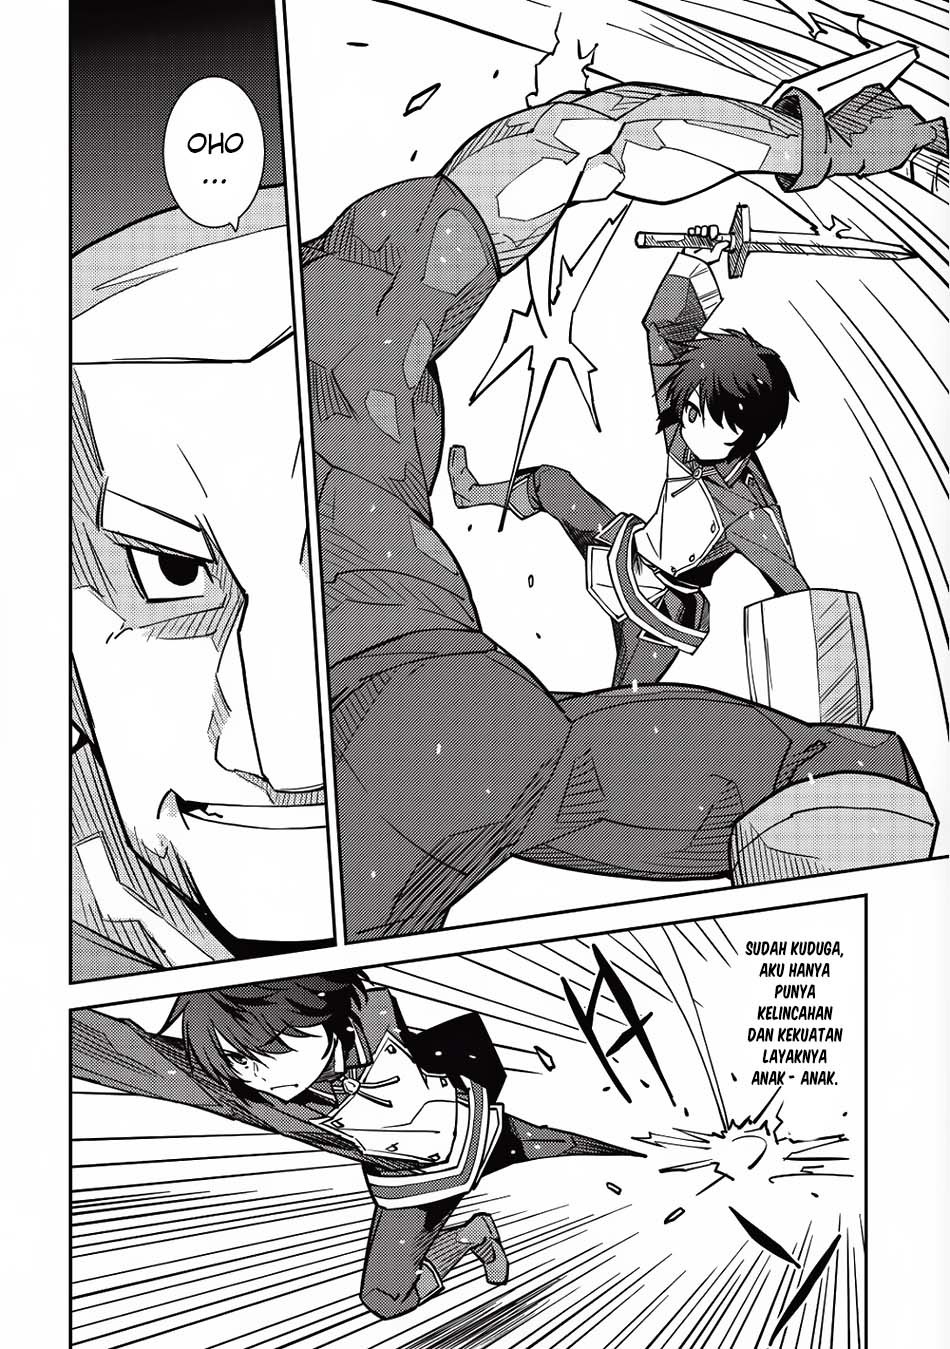 OHO
...
SUDAH KUDUGA,
AKU HANYA
PUNYA
KELINCAHAN
DAN KEKUATAN
LAYAKNYA
ANAK - ANAK.